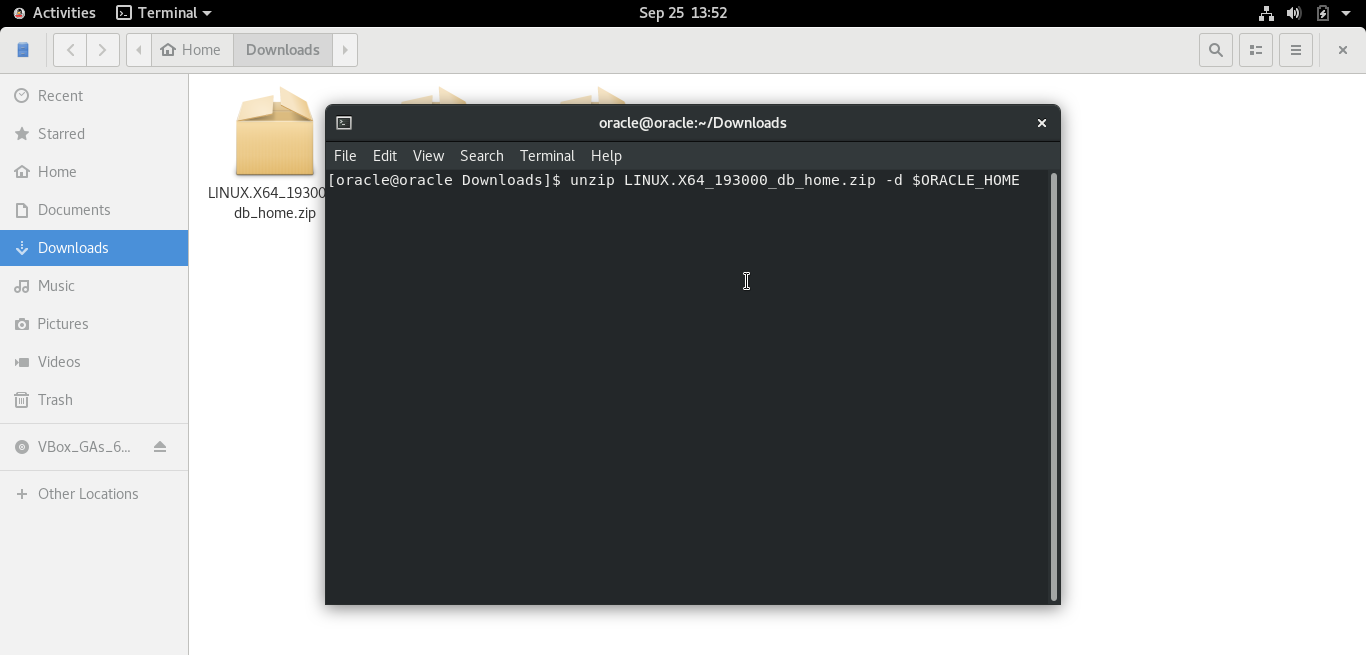 Activities Terminal Sep 25 13:52
Home Downloads
Recent
Starred
Home
Documents
Downloads
Music
Pictures
Videos
Trash
VBox_GAs_6...
Other Locations
LINUX.X64_19300
db_home.zip
oracle@oracle:~/Downloads
File Edit View Search Terminal Help
[oracle@oracle Downloads]$ unzip LINUX.X64_193000_db_home.zip -d $ORACLE_HOME